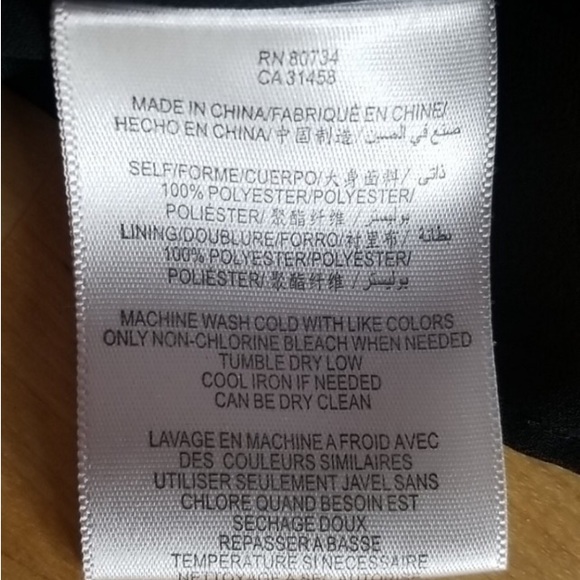 RN 80734
CA 31458
MADE IN CHINA/FABRIQUÉ EN CHINE/
HECHO EN CHINA/中国制造/صنع في الصين
SELF/FORME/CUERPO/大身面料/ذاتي
100% POLYESTER/POLYESTER/
POLIÉSTER/聚酯纤维/بوليستر
LINING/DOUBLURE/FORRO/衬里布/بطانة
100% POLYESTER/POLYESTER/
POLIÉSTER/聚酯纤维/بوليستر
MACHINE WASH COLD WITH LIKE COLORS
ONLY NON-CHLORINE BLEACH WHEN NEEDED
TUMBLE DRY LOW
COOL IRON IF NEEDED
CAN BE DRY CLEAN
LAVAGE EN MACHINE A FROID AVEC
DES COULEURS SIMILAIRES
UTILISER SEULEMENT JAVEL SANS
CHLORE QUAND BESOIN EST
SECHAGE DOUX
REPASSER A BASSE
TEMPERATURE SI NECESSAIRE